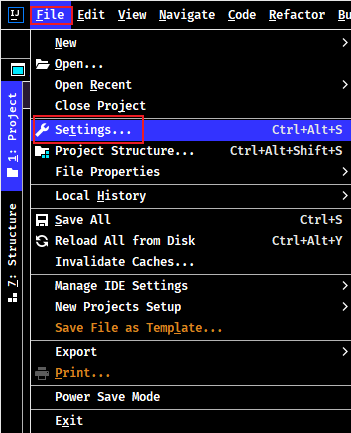 IJ File Edit View Navigate Code Refactor Bu
New
Open...
Open Recent
Close Project
Settings... Ctrl+Alt+S
Project Structure... Ctrl+Alt+Shift+S
File Properties
Local History
Save All Ctrl+S
Reload All from Disk Ctrl+Alt+Y
Invalidate Caches...
Manage IDE Settings
New Projects Setup
Save File as Template...
Export
Print...
Power Save Mode
Exit
1: Project
7: Structure